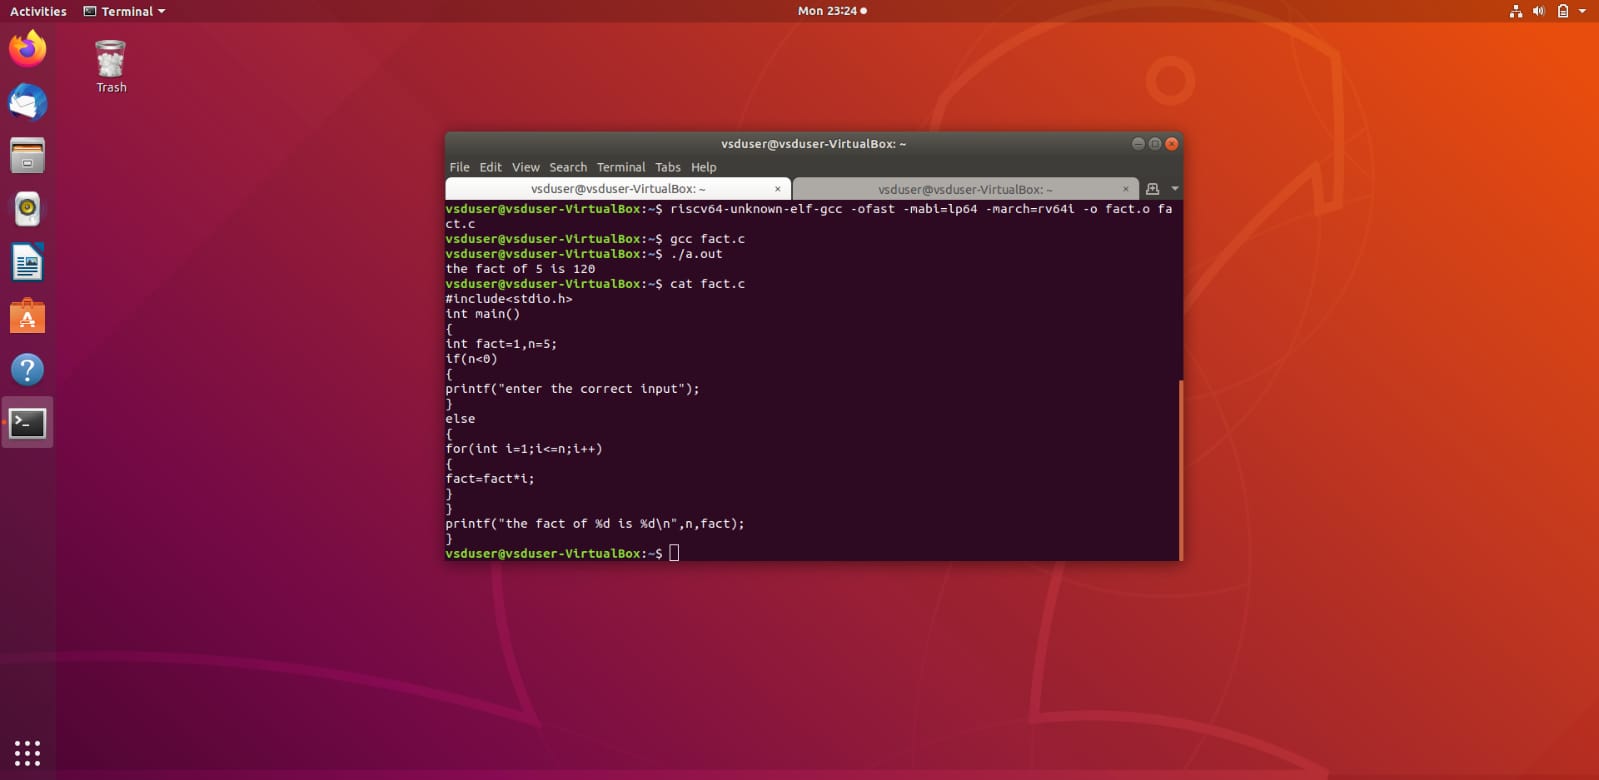 Activities Terminal Mon 23:24
Trash
vsduser@vsduser-VirtualBox: ~
File Edit View Search Terminal Tabs Help
vsduser@vsduser-VirtualBox: ~ × vsduser@vsduser-VirtualBox: ~ ×
vsduser@vsduser-VirtualBox:~$ riscv64-unknown-elf-gcc -ofast -mabi=lp64 -march=rv64i -o fact.o fa
ct.c
vsduser@vsduser-VirtualBox:~$ gcc fact.c
vsduser@vsduser-VirtualBox:~$ ./a.out
the fact of 5 is 120
vsduser@vsduser-VirtualBox:~$ cat fact.c
#include<stdio.h>
int main()
{
int fact=1,n=5;
if(n<0)
{
printf("enter the correct input");
}
else
{
for(int i=1;i<=n;i++)
{
fact=fact*i;
}
}
printf("the fact of %d is %d\n",n,fact);
}
vsduser@vsduser-VirtualBox:~$